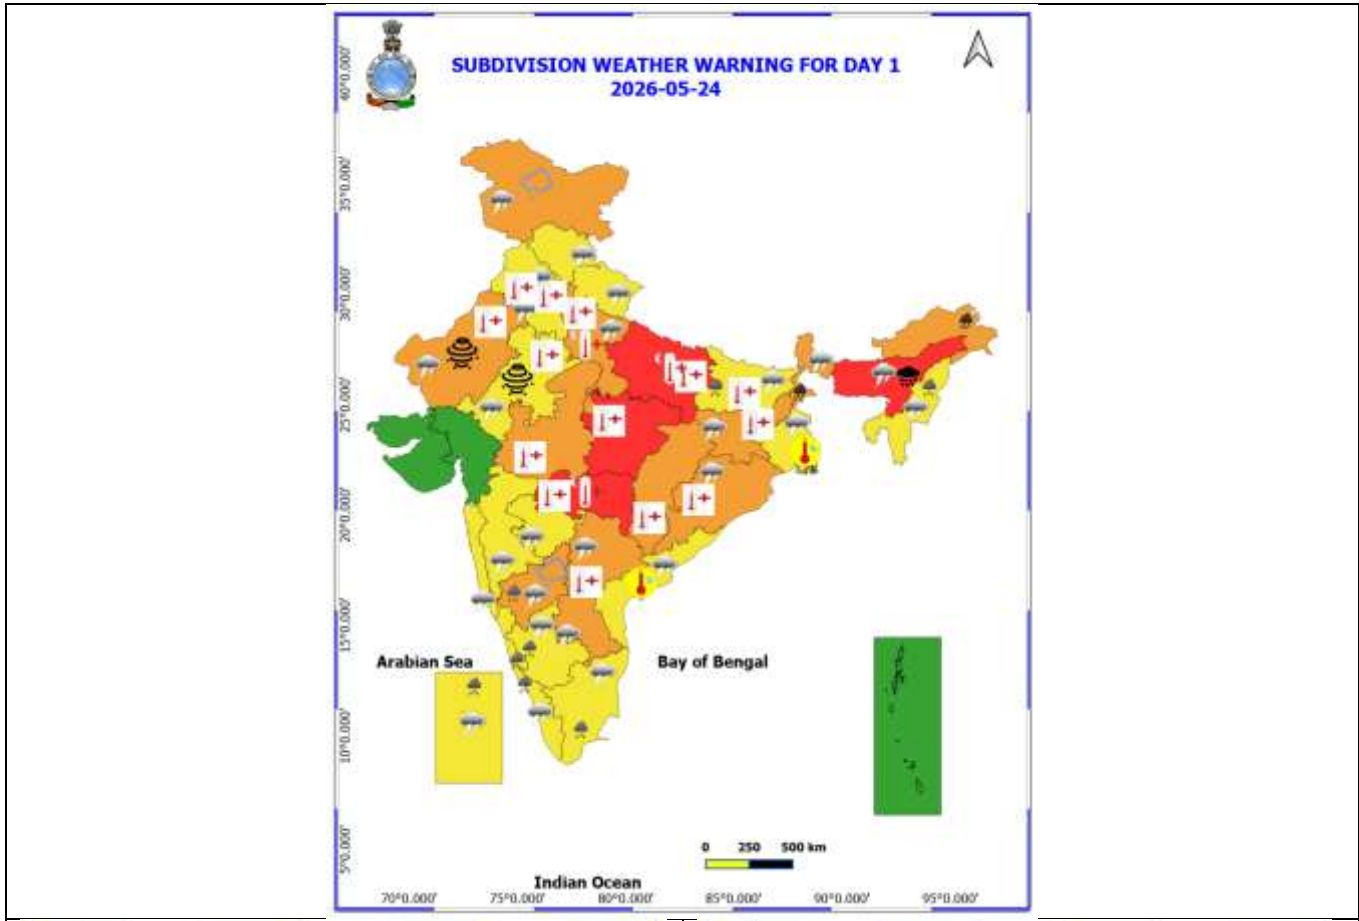 SUBDIVISION WEATHER WARNING FOR DAY 1
2026-05-24
40°0.000'
35°0.000'
30°0.000'
25°0.000'
20°0.000'
15°0.000'
10°0.000'
5°0.000'
Arabian Sea
Bay of Bengal
0 250 500 km
Indian Ocean
70°0.000' 75°0.000' 80°0.000' 85°0.000' 90°0.000' 95°0.000'